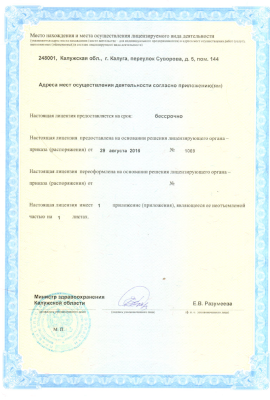 Место нахождения и места осуществления лицензируемого вида деятельности
248001, Калужская обл., г. Калуга, переулок Суворова, д. 5, пом. 144
Адреса мест осуществления деятельности согласно приложению(ям)
Настоящая лицензия предоставлена на срок бессрочно
Настоящая лицензия предоставлена на основании решения лицензирующего органа –
приказа (распоряжения) от 29 августа 2019 №
Настоящая лицензия переоформлена на основании решения лицензирующего органа –
приказа (распоряжения) от №
Настоящая лицензия имеет 1 приложение (приложения), являющееся ее неотъемлемой
частью на 1 листах.
Министр здравоохранения
Калужской области Е.В. Разумеева
М. П.